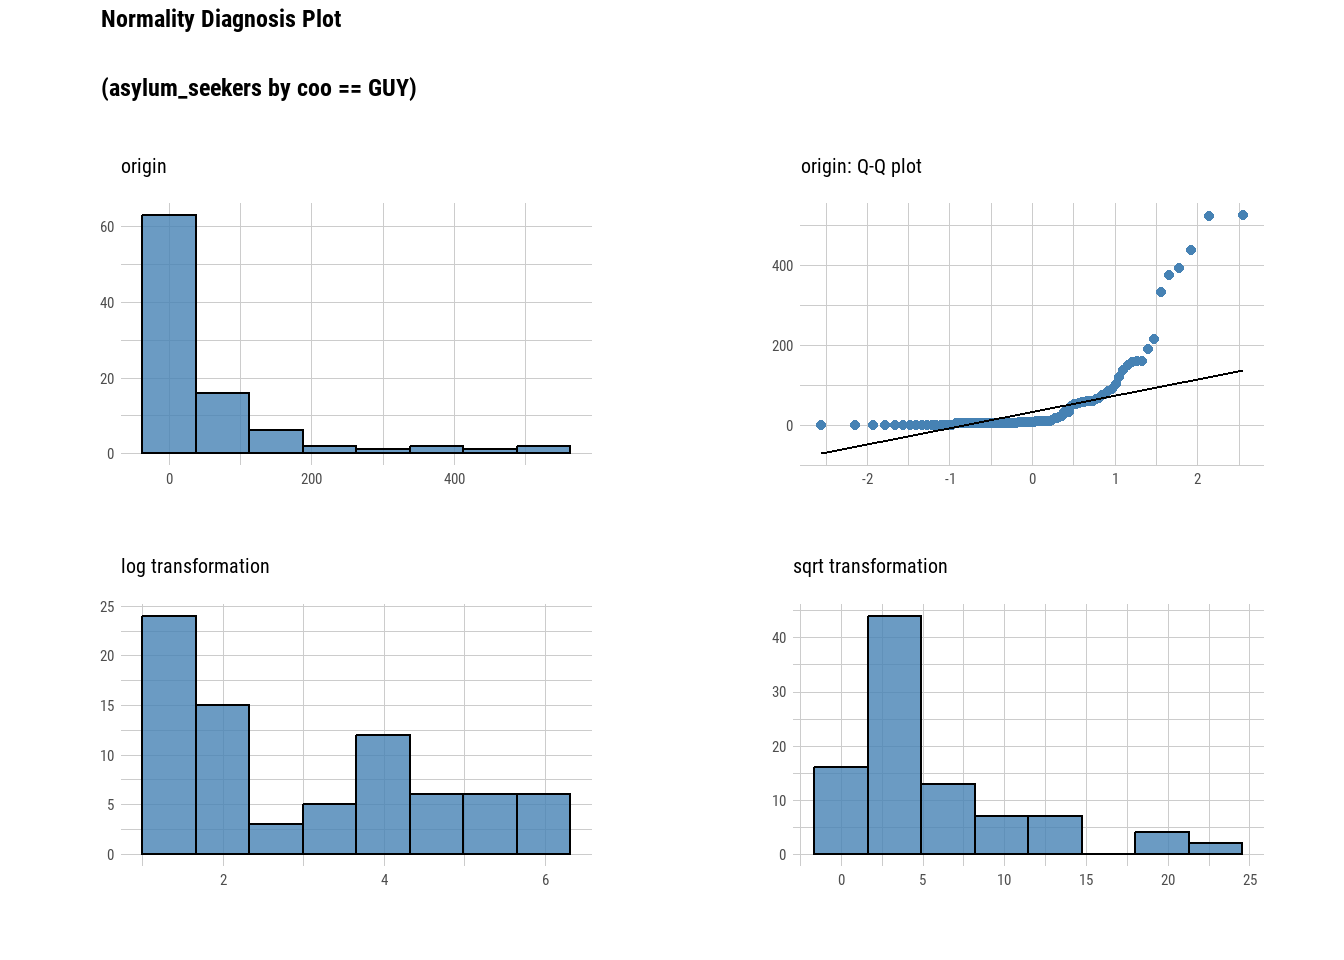 Normality Diagnosis Plot
(asylum_seekers by coo == GUY)
origin
60
40
20
0
0 200 400
origin: Q-Q plot
400
200
0
-2 -1 0 1 2
log transformation
25
20
15
10
5
0
2 4 6
sqrt transformation
40
30
20
10
0
0 5 10 15 20 25